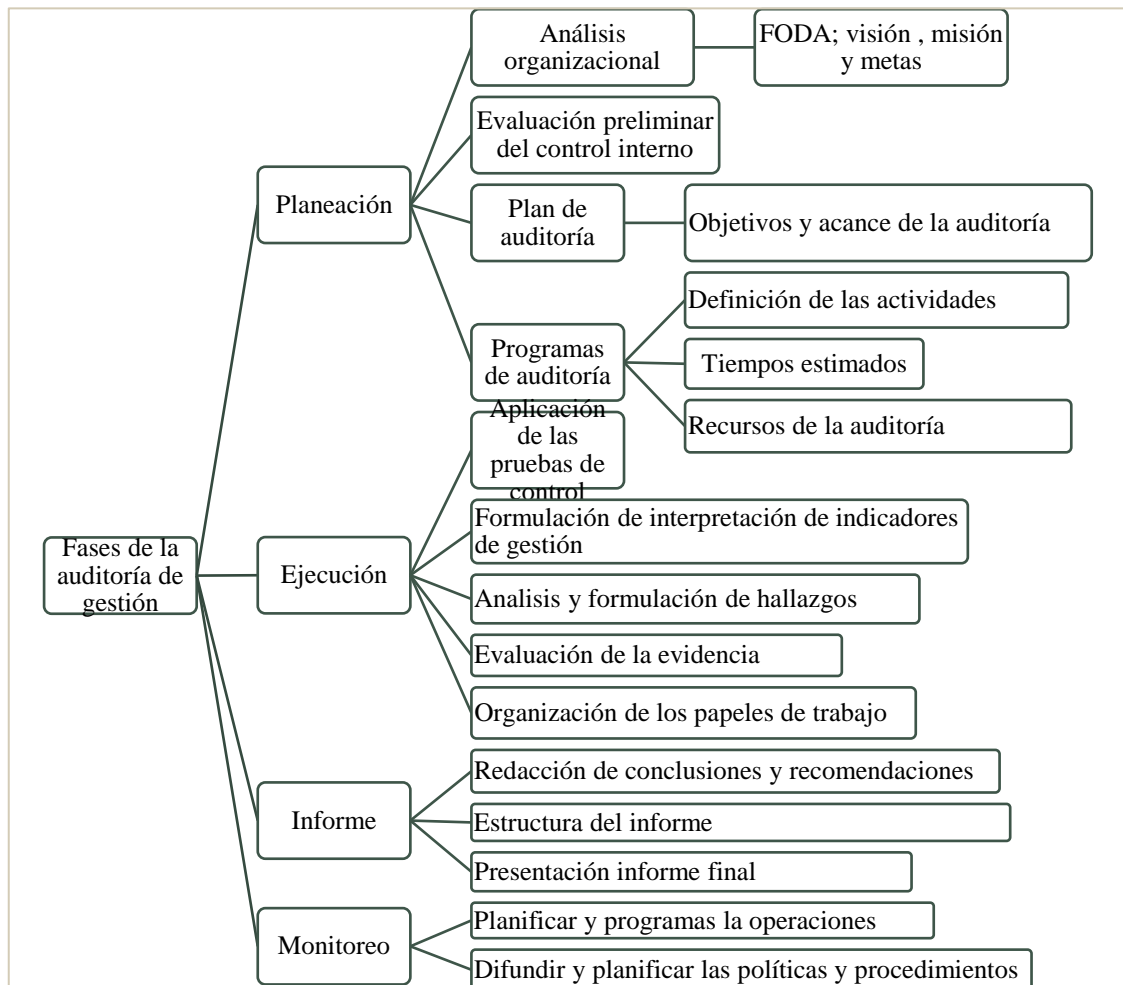 Fases de la
auditoría de
gestión
Planeación
Análisis
organizacional
FODA; visión , misión
y metas
Evaluación preliminar
del control interno
Plan de
auditoría
Objetivos y acance de la auditoría
Programas
de auditoría
Definición de las actividades
Tiempos estimados
Recursos de la auditoría
Ejecución
Aplicación
de las
pruebas de
control
Formulación de interpretación de indicadores
de gestión
Analisis y formulación de hallazgos
Evaluación de la evidencia
Organización de los papeles de trabajo
Informe
Redacción de conclusiones y recomendaciones
Estructura del informe
Presentación informe final
Monitoreo
Planificar y programas la operaciones
Difundir y planificar las políticas y procedimientos